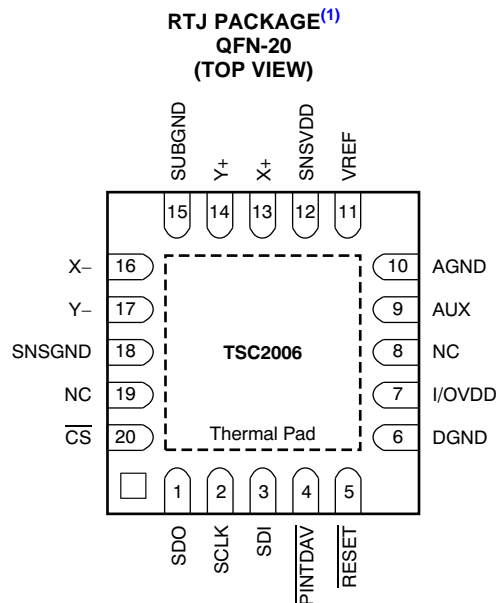 RTJ PACKAGE(1)
QFN-20
(TOP VIEW)
SUBGND
Y+
X+
SNSVDD
VREF
15 14 13 12 11
X– 16
Y– 17
SNSGND 18
NC 19
CS 20
TSC2006
Thermal Pad
10 AGND
9 AUX
8 NC
7 I/OVDD
6 DGND
1 2 3 4 5
SDO
SCLK
SDI
PINTDAV
RESET